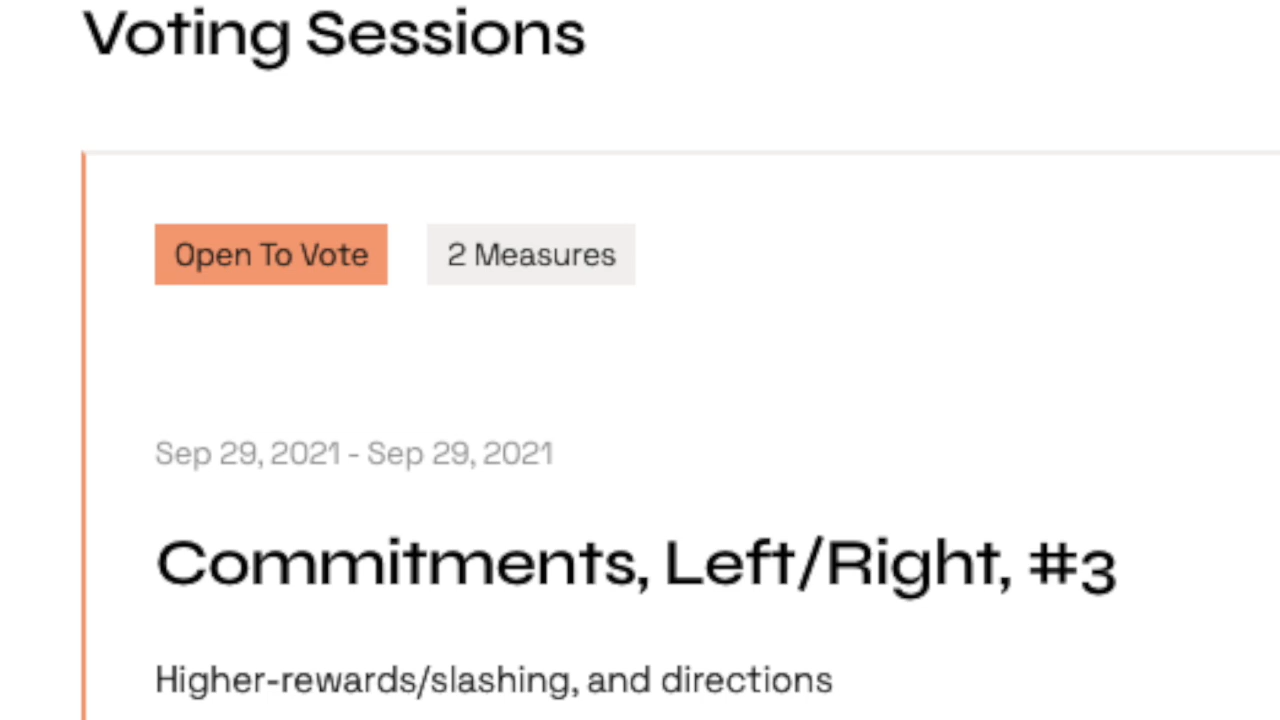 Voting Sessions
Open To Vote
2 Measures
Sep 29, 2021 - Sep 29, 2021
Commitments, Left/Right, #3
Higher-rewards/slashing, and directions